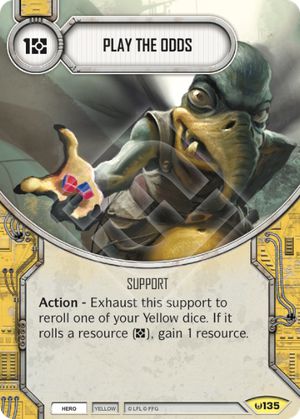 1
PLAY THE ODDS
SUPPORT
Action - Exhaust this support to
reroll one of your Yellow dice. If it
rolls a resource (), gain 1 resource.
HERO YELLOW © LFL © FFG 135